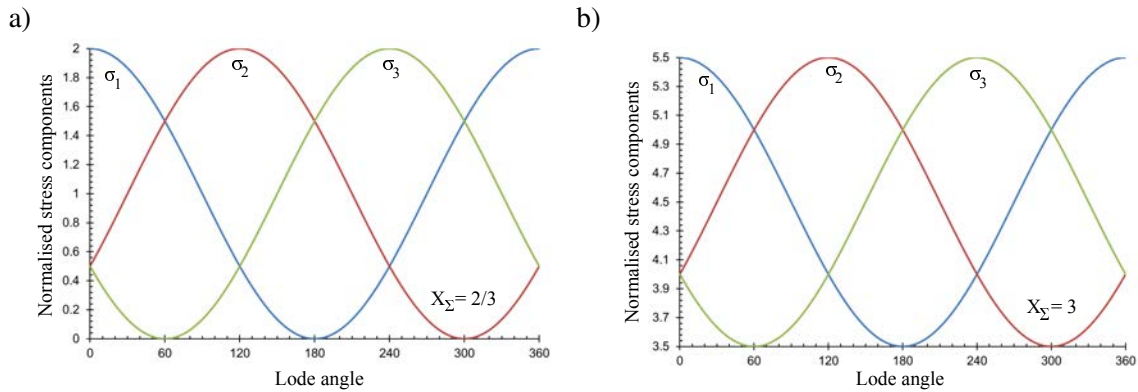 a)
Normalised stress components
2
1.8
1.6
1.4
1.2
1
0.8
0.6
0.4
0.2
0
σ1
σ2
σ3
XΣ= 2/3
0 60 120 180 240 300 360
Lode angle
b)
Normalised stress components
5.5
5.3
5.1
4.9
4.7
4.5
4.3
4.1
3.9
3.7
3.5
σ1
σ2
σ3
XΣ= 3
0 60 120 180 240 300 360
Lode angle